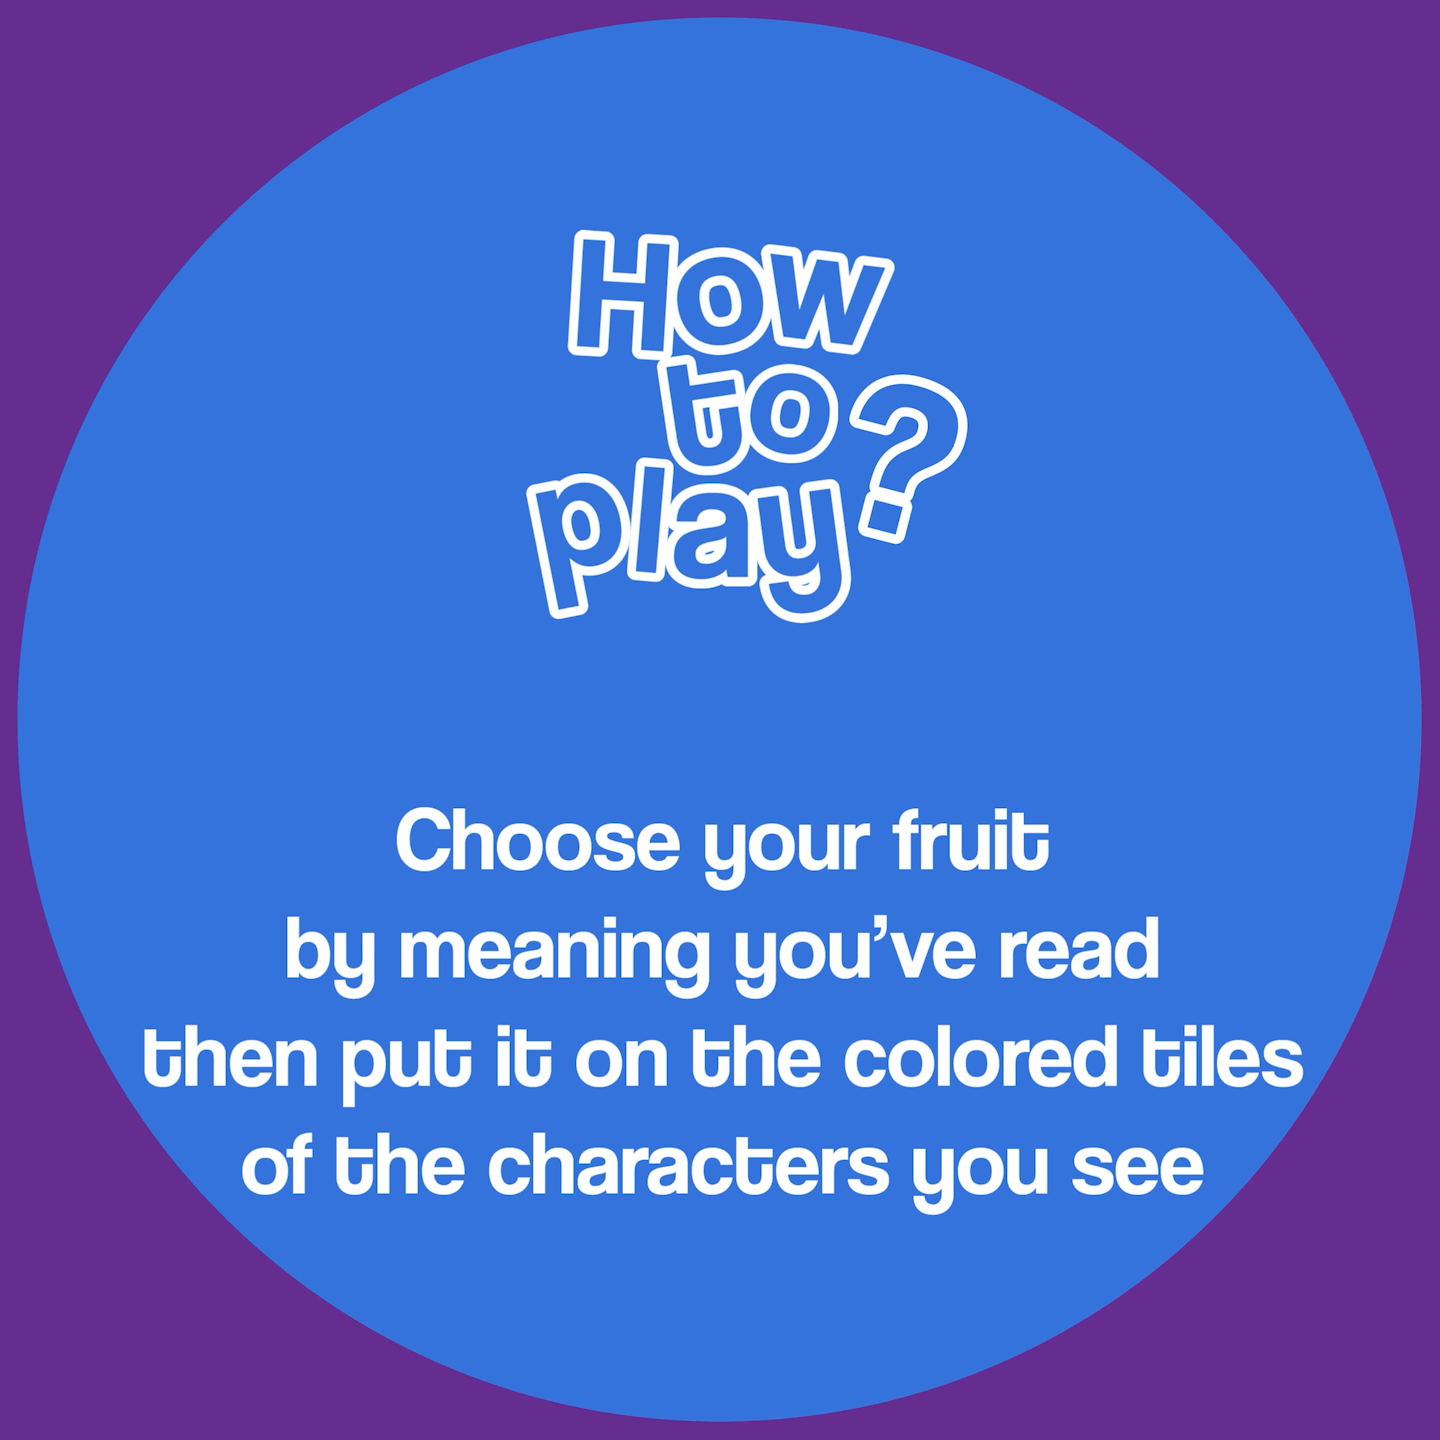 How
to
play?
Choose your fruit
by meaning you’ve read
then put it on the colored tiles
of the characters you see